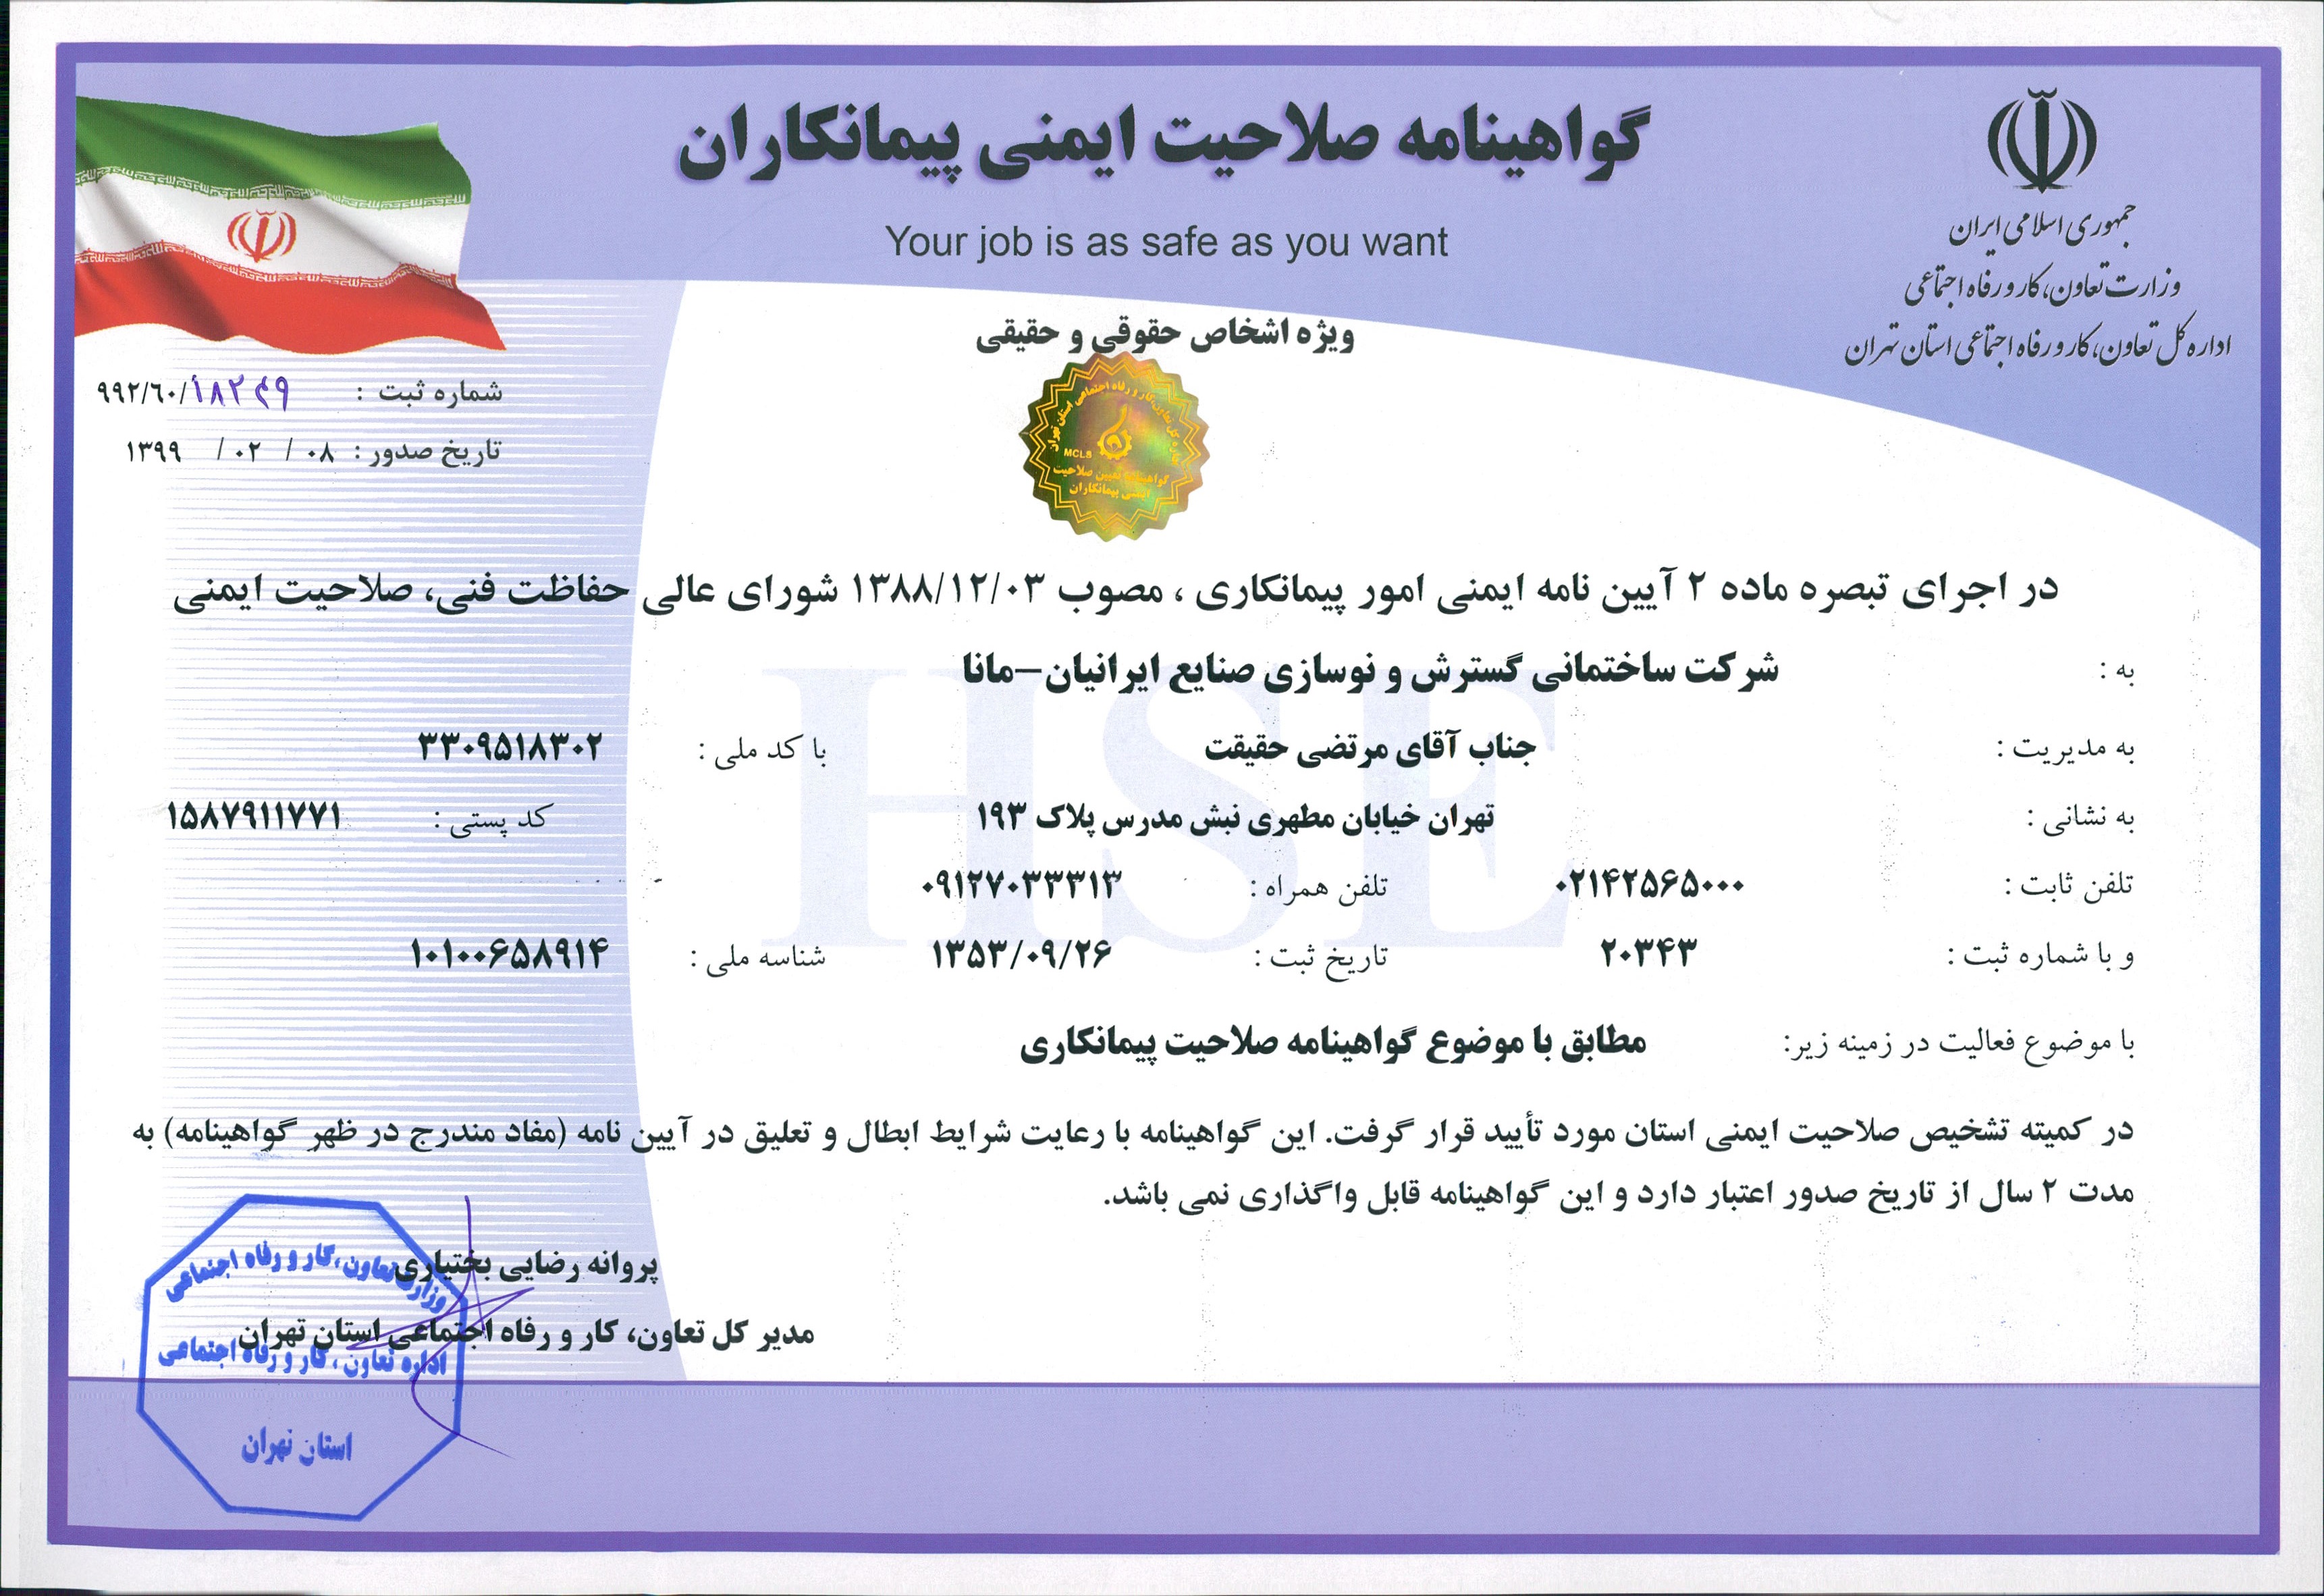 گواهینامه صلاحیت ایمنی پیمانکاران
Your job is as safe as you want
جمهوری اسلامی ایران
وزارت تعاون، کار و رفاه اجتماعی
اداره کل تعاون، کار و رفاه اجتماعی استان تهران
ویژه اشخاص حقوقی و حقیقی
شماره ثبت : ۹۹۲/۶۰/۱۸۲۴۹
تاریخ صدور : ۰۸ / ۰۲ / ۱۳۹۹
MCLS
گواهینامه تعیین صلاحیت
ایمنی پیمانکاران
در اجرای تبصره ماده ۲ آیین نامه ایمنی امور پیمانکاری ، مصوب ۱۳۸۸/۱۲/۰۳ شورای عالی حفاظت فنی، صلاحیت ایمنی
به : شرکت ساختمانی گسترش و نوسازی صنایع ایرانیان–مانا
به مدیریت : جناب آقای مرتضی حقیقت با کد ملی : ۳۳۰۹۵۱۸۳۰۲
به نشانی : تهران خیابان مطهری نبش مدرس پلاک ۱۹۳ کد پستی : ۱۵۸۷۹۱۱۷۷۱
تلفن ثابت : ۰۲۱۴۲۵۶۵۰۰۰ تلفن همراه : ۰۹۱۲۷۰۳۳۳۱۳
و با شماره ثبت : ۲۰۳۴۳ تاریخ ثبت : ۱۳۵۳/۰۹/۲۶ شناسه ملی : ۱۰۱۰۰۶۵۸۹۱۴
با موضوع فعالیت در زمینه زیر: مطابق با موضوع گواهینامه صلاحیت پیمانکاری
HSE
در کمیته تشخیص صلاحیت ایمنی استان مورد تأیید قرار گرفت. این گواهینامه با رعایت شرایط ابطال و تعلیق در آیین نامه (مفاد مندرج در ظهر گواهینامه) به
مدت ۲ سال از تاریخ صدور اعتبار دارد و این گواهینامه قابل واگذاری نمی باشد.
پروانه رضایی بختیاری
مدیر کل تعاون، کار و رفاه اجتماعی استان تهران
وزارت تعاون، کار و رفاه اجتماعی
اداره تعاون، کار و رفاه اجتماعی
استان تهران